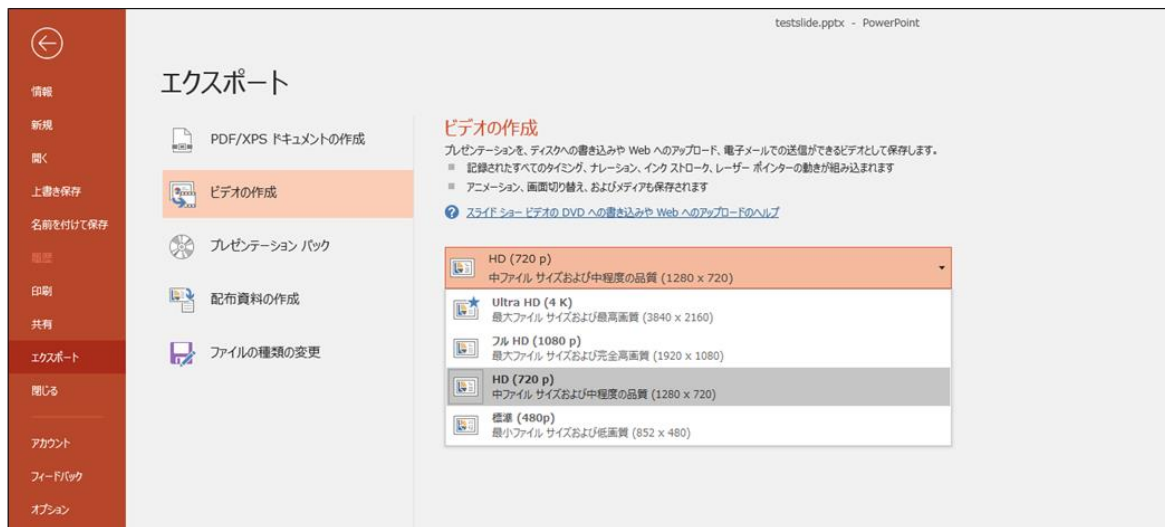 testslide.pptx - PowerPoint
情報
新規
開く
上書き保存
名前を付けて保存
履歴
印刷
共有
エクスポート
閉じる
アカウント
フィードバック
オプション
エクスポート
PDF/XPS ドキュメントの作成
ビデオの作成
プレゼンテーション パック
配布資料の作成
ファイルの種類の変更
ビデオの作成
プレゼンテーションを、ディスクへの書き込みや Web へのアップロード、電子メールでの送信ができるビデオとして保存します。
記録されたすべてのタイミング、ナレーション、インク ストローク、レーザー ポインターの動きが組み込まれます
アニメーション、画面切り替え、およびメディアも保存されます
スライド ショー ビデオの DVD への書き込みや Web へのアップロードのヘルプ
HD (720 p)
中ファイル サイズおよび中程度の品質 (1280 x 720)
Ultra HD (4 K)
最大ファイル サイズおよび最高画質 (3840 x 2160)
フル HD (1080 p)
最大ファイル サイズおよび完全高画質 (1920 x 1080)
HD (720 p)
中ファイル サイズおよび中程度の品質 (1280 x 720)
標準 (480p)
最小ファイル サイズおよび低画質 (852 x 480)